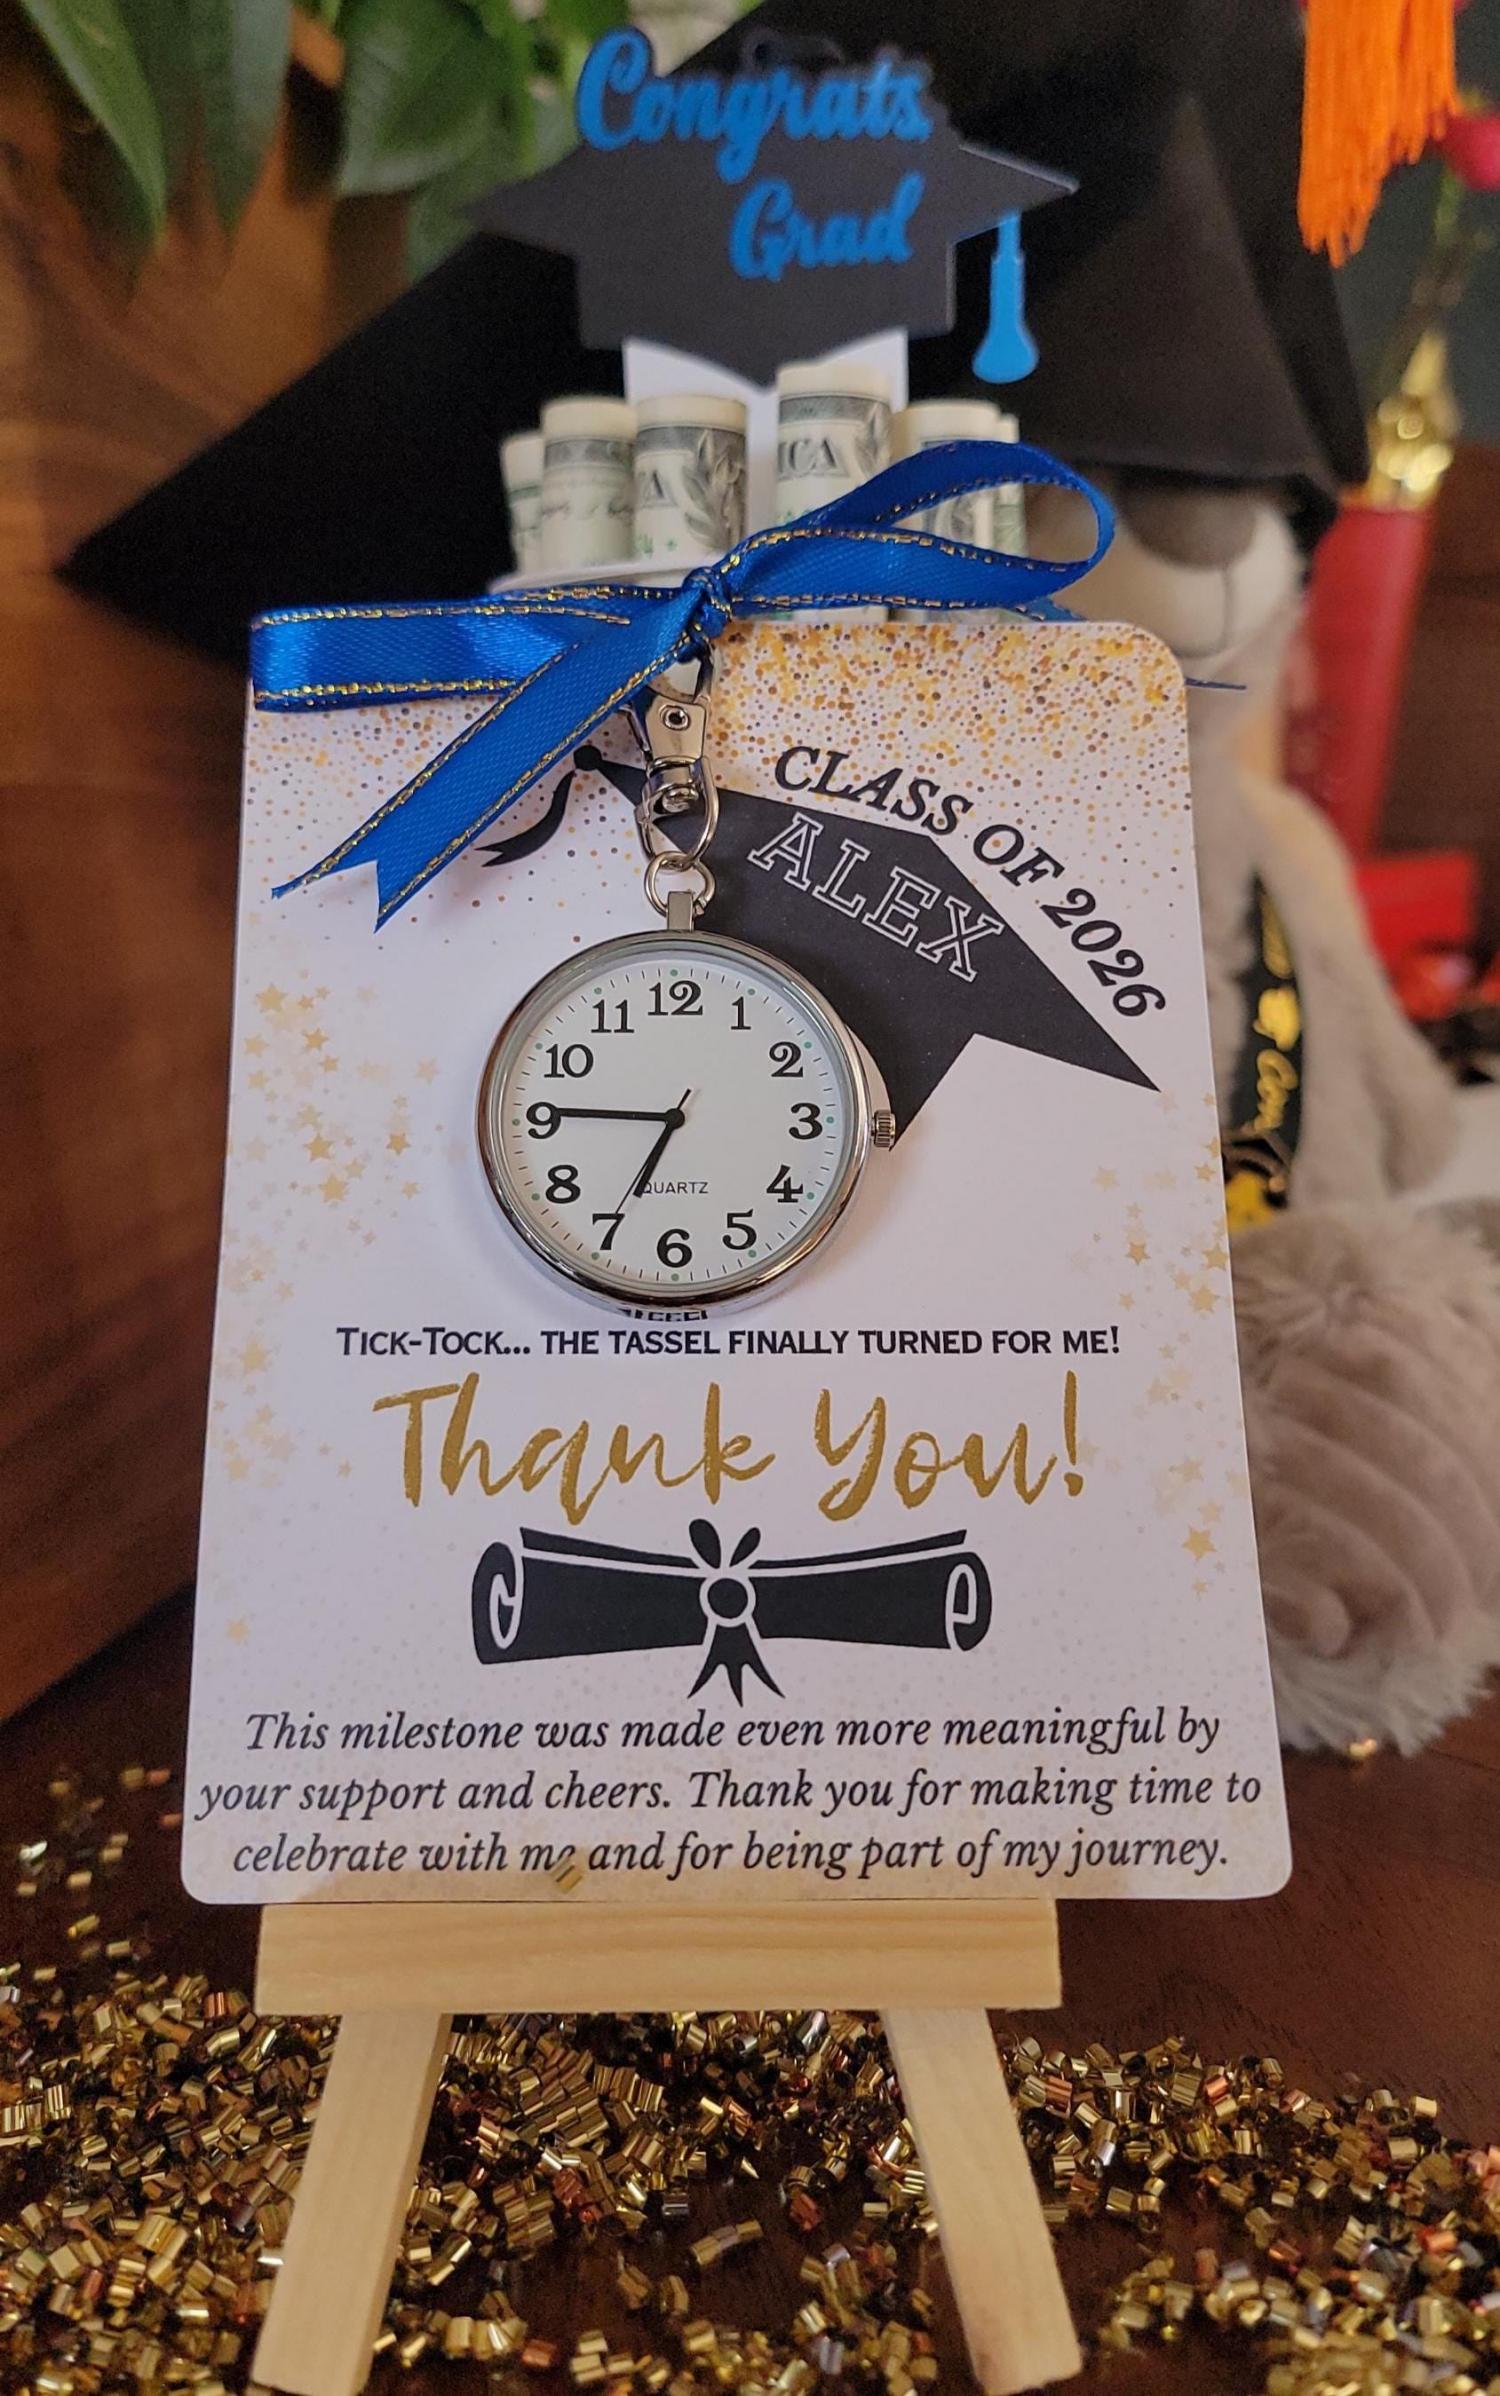 Congrats
Grad
ICA
CLASS OF 2026
ALEX
12
1
2
3
4
5
6
7
8
9
10
11
QUARTZ
TICK-TOCK... THE TASSEL FINALLY TURNED FOR ME!
Thank You!
This milestone was made even more meaningful by
your support and cheers. Thank you for making time to
celebrate with me and for being part of my journey.